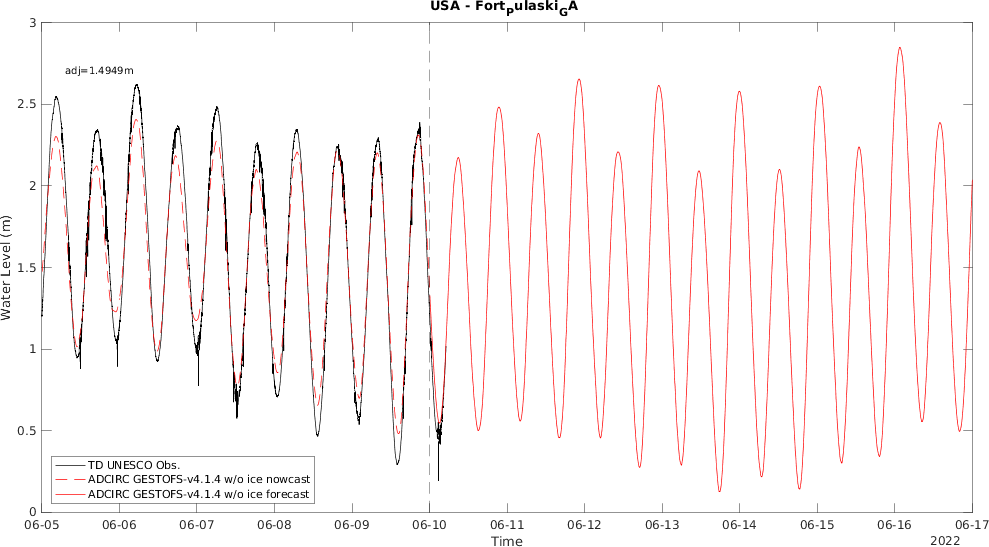 USA - FortPulaskiGA
adj=1.4949m
Water Level (m)
3
2.5
2
1.5
1
0.5
0
TD UNESCO Obs.
ADCIRC GESTOFS-v4.1.4 w/o ice nowcast
ADCIRC GESTOFS-v4.1.4 w/o ice forecast
06-05 06-06 06-07 06-08 06-09 06-10 06-11 06-12 06-13 06-14 06-15 06-16 06-17
Time
2022